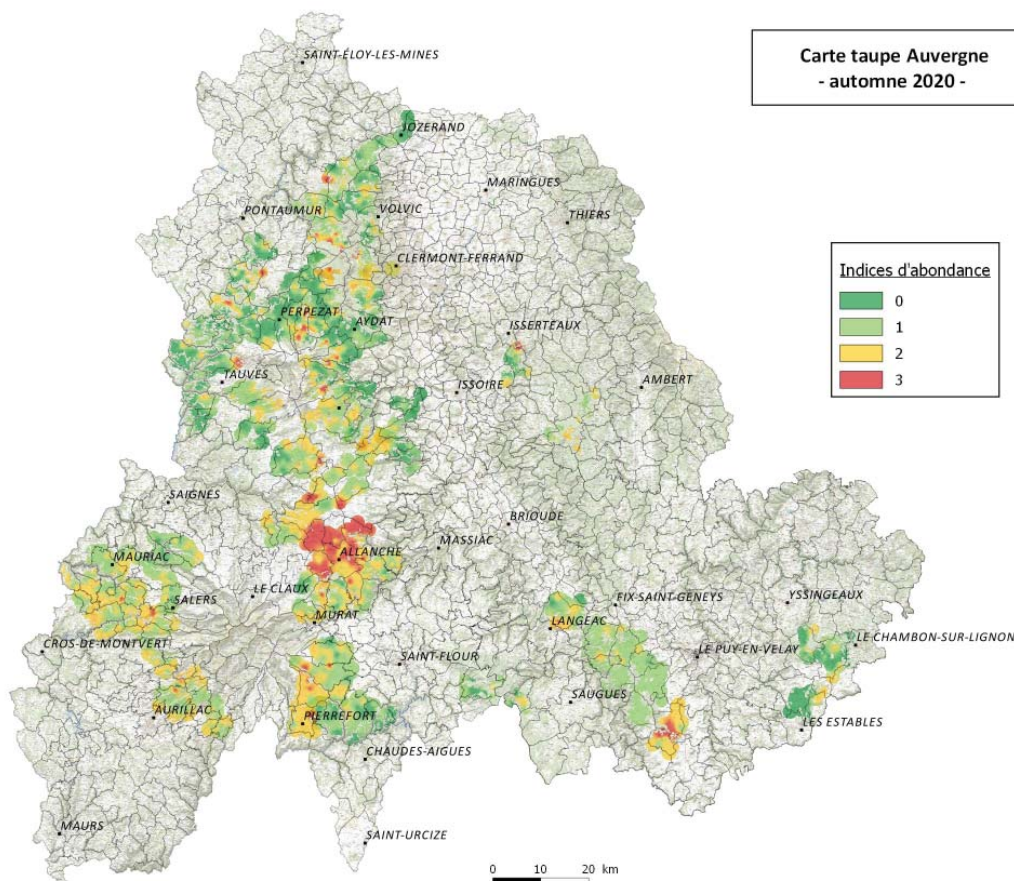 Carte taupe Auvergne
- automne 2020 -
SAINT-ÉLOY-LES-MINES
JOZERAND
MARINGUES
PONTAUMUR
VOLVIC
THIERS
CLERMONT-FERRAND
Indices d'abondance
0
1
2
3
PERPEZAT
AYDAT
ISSERTEAUX
TAUVES
ISSOIRE
AMBERT
SAIGNES
BRIOUDE
MASSIAC
ALLANCHE
MAURIAC
LE CLAUX
SALERS
FIX-SAINT-GENEYS
YSSINGEAUX
MURAT
LANGEAC
CROS-DE-MONTVERT
LE CHAMBON-SUR-LIGNON
SAINT-FLOUR
LE PUY-EN-VELAY
SAUGUES
AURILLAC
PIERREFORT
LES ESTABLES
CHAUDES-AIGUES
MAURS
SAINT-URCIZE
0 10 20 km